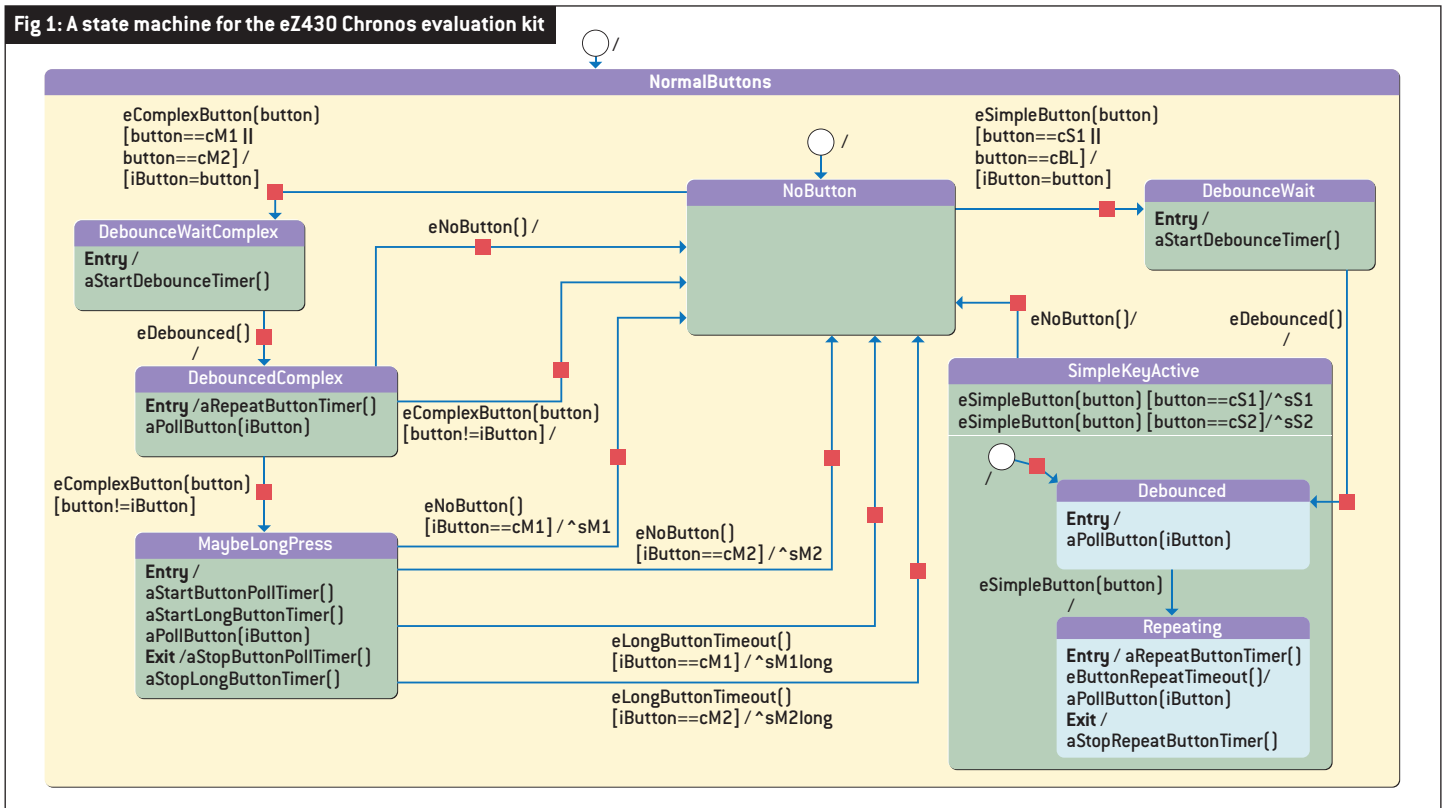 Fig 1: A state machine for the eZ430 Chronos evaluation kit
/
NormalButtons
eComplexButton(button)
[button==cM1 ||
button==cM2] /
[iButton=button]
/
eSimpleButton(button)
[button==cS1 ||
button==cBL] /
[iButton=button]
NoButton
DebounceWait
Entry /
aStartDebounceTimer()
DebounceWaitComplex
Entry /
aStartDebounceTimer()
eNoButton() /
eDebounced()
/
eNoButton()/
eDebounced()
/
DebouncedComplex
Entry /aRepeatButtonTimer()
aPollButton(iButton)
eComplexButton(button)
[button!=iButton] /
SimpleKeyActive
eSimpleButton(button) [button==cS1]/^sS1
eSimpleButton(button) [button==cS2]/^sS2
/
Debounced
Entry /
aPollButton(iButton)
eComplexButton(button)
[button!=iButton]
eNoButton()
[iButton==cM1] / ^sM1
eNoButton()
[iButton==cM2] / ^sM2
MaybeLongPress
Entry /
aStartButtonPollTimer()
aStartLongButtonTimer()
aPollButton(iButton)
Exit /aStopButtonPollTimer()
aStopLongButtonTimer()
eSimpleButton(button)
/
Repeating
Entry / aRepeatButtonTimer()
eButtonRepeatTimeout()/
aPollButton(iButton)
Exit /
aStopRepeatButtonTimer()
eLongButtonTimeout()
[iButton==cM1] / ^sM1long
eLongButtonTimeout()
[iButton==cM2] / ^sM2long